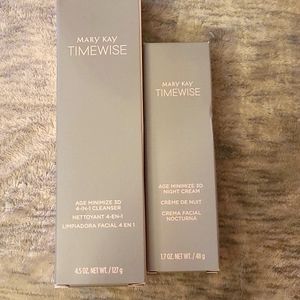 MARY KAY
TIMEWISE
AGE MINIMIZE 3D
4-IN-1 CLEANSER
NETTOYANT 4-EN-1
LIMPIADORA FACIAL 4 EN 1
4.5 OZ. NET WT. / 127 g
MARY KAY
TIMEWISE
AGE MINIMIZE 3D
NIGHT CREAM
CRÈME DE NUIT
CREMA FACIAL
NOCTURNA
1.7 OZ. NET WT. / 48 g